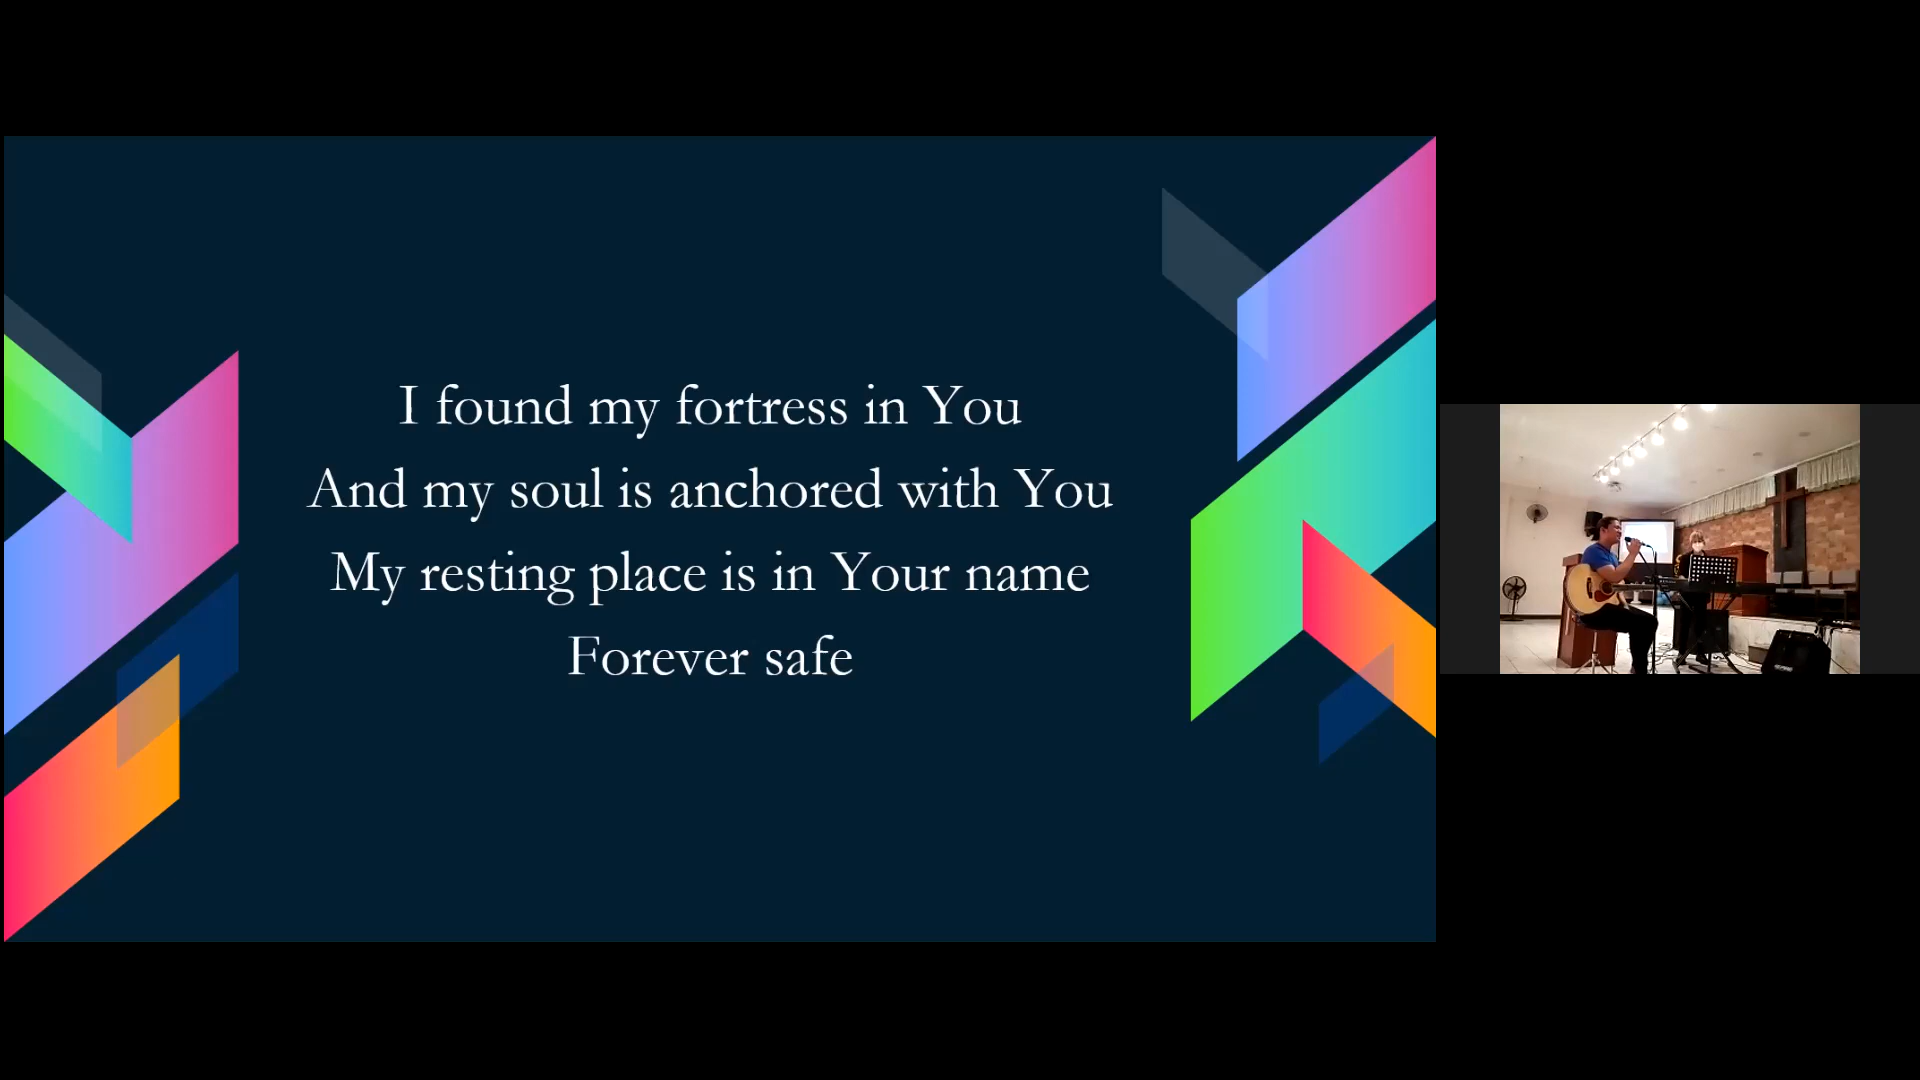 I found my fortress in You
And my soul is anchored with You
My resting place is in Your name
Forever safe